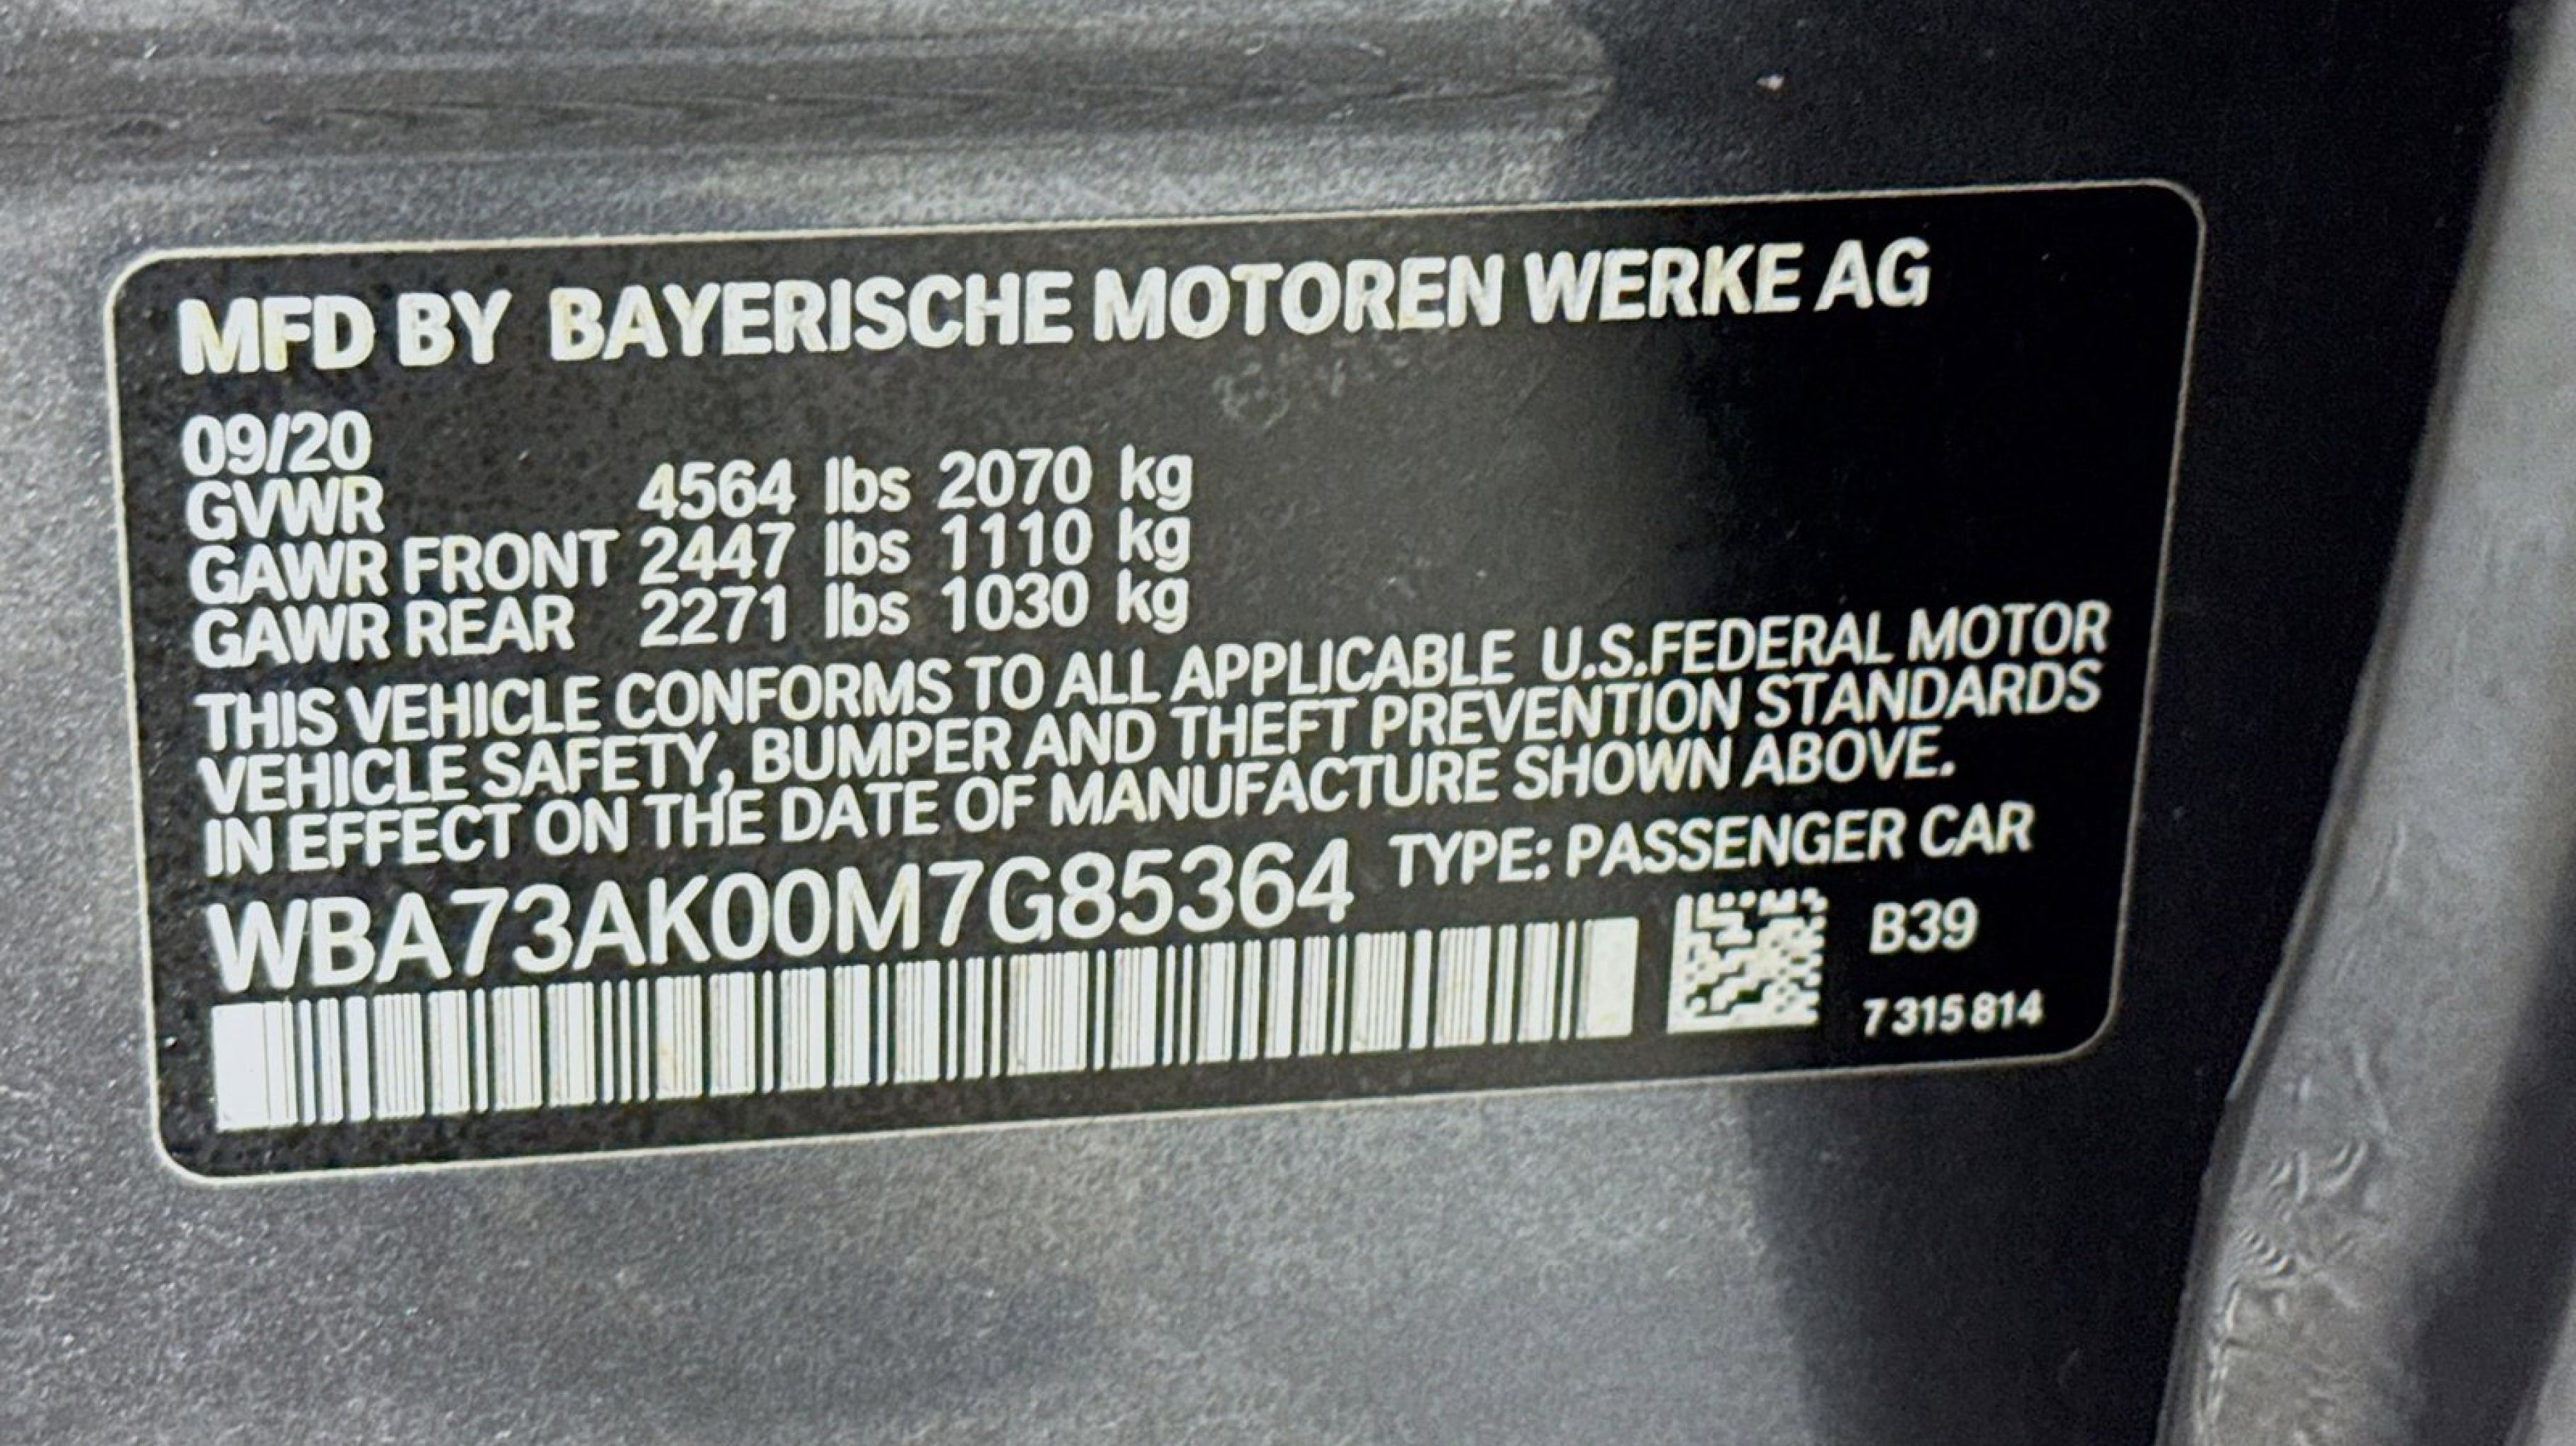 MFD BY BAYERISCHE MOTOREN WERKE AG
09/20
GVWR 4564 lbs 2070 kg
GAWR FRONT 2447 lbs 1110 kg
GAWR REAR 2271 lbs 1030 kg
THIS VEHICLE CONFORMS TO ALL APPLICABLE U.S.FEDERAL MOTOR
VEHICLE SAFETY, BUMPER AND THEFT PREVENTION STANDARDS
IN EFFECT ON THE DATE OF MANUFACTURE SHOWN ABOVE.
WBA73AK00M7G85364 TYPE: PASSENGER CAR
B39
7 315 814